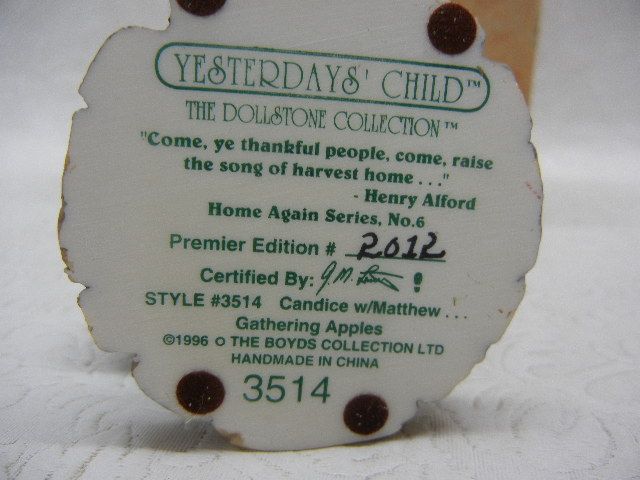 YESTERDAYS' CHILD™
THE DOLLSTONE COLLECTION™
"Come, ye thankful people, come, raise
the song of harvest home..."
- Henry Alford
Home Again Series, No.6
Premier Edition # 2012
Certified By:
STYLE #3514 Candice w/Matthew...
Gathering Apples
©1996 THE BOYDS COLLECTION LTD
HANDMADE IN CHINA
3514